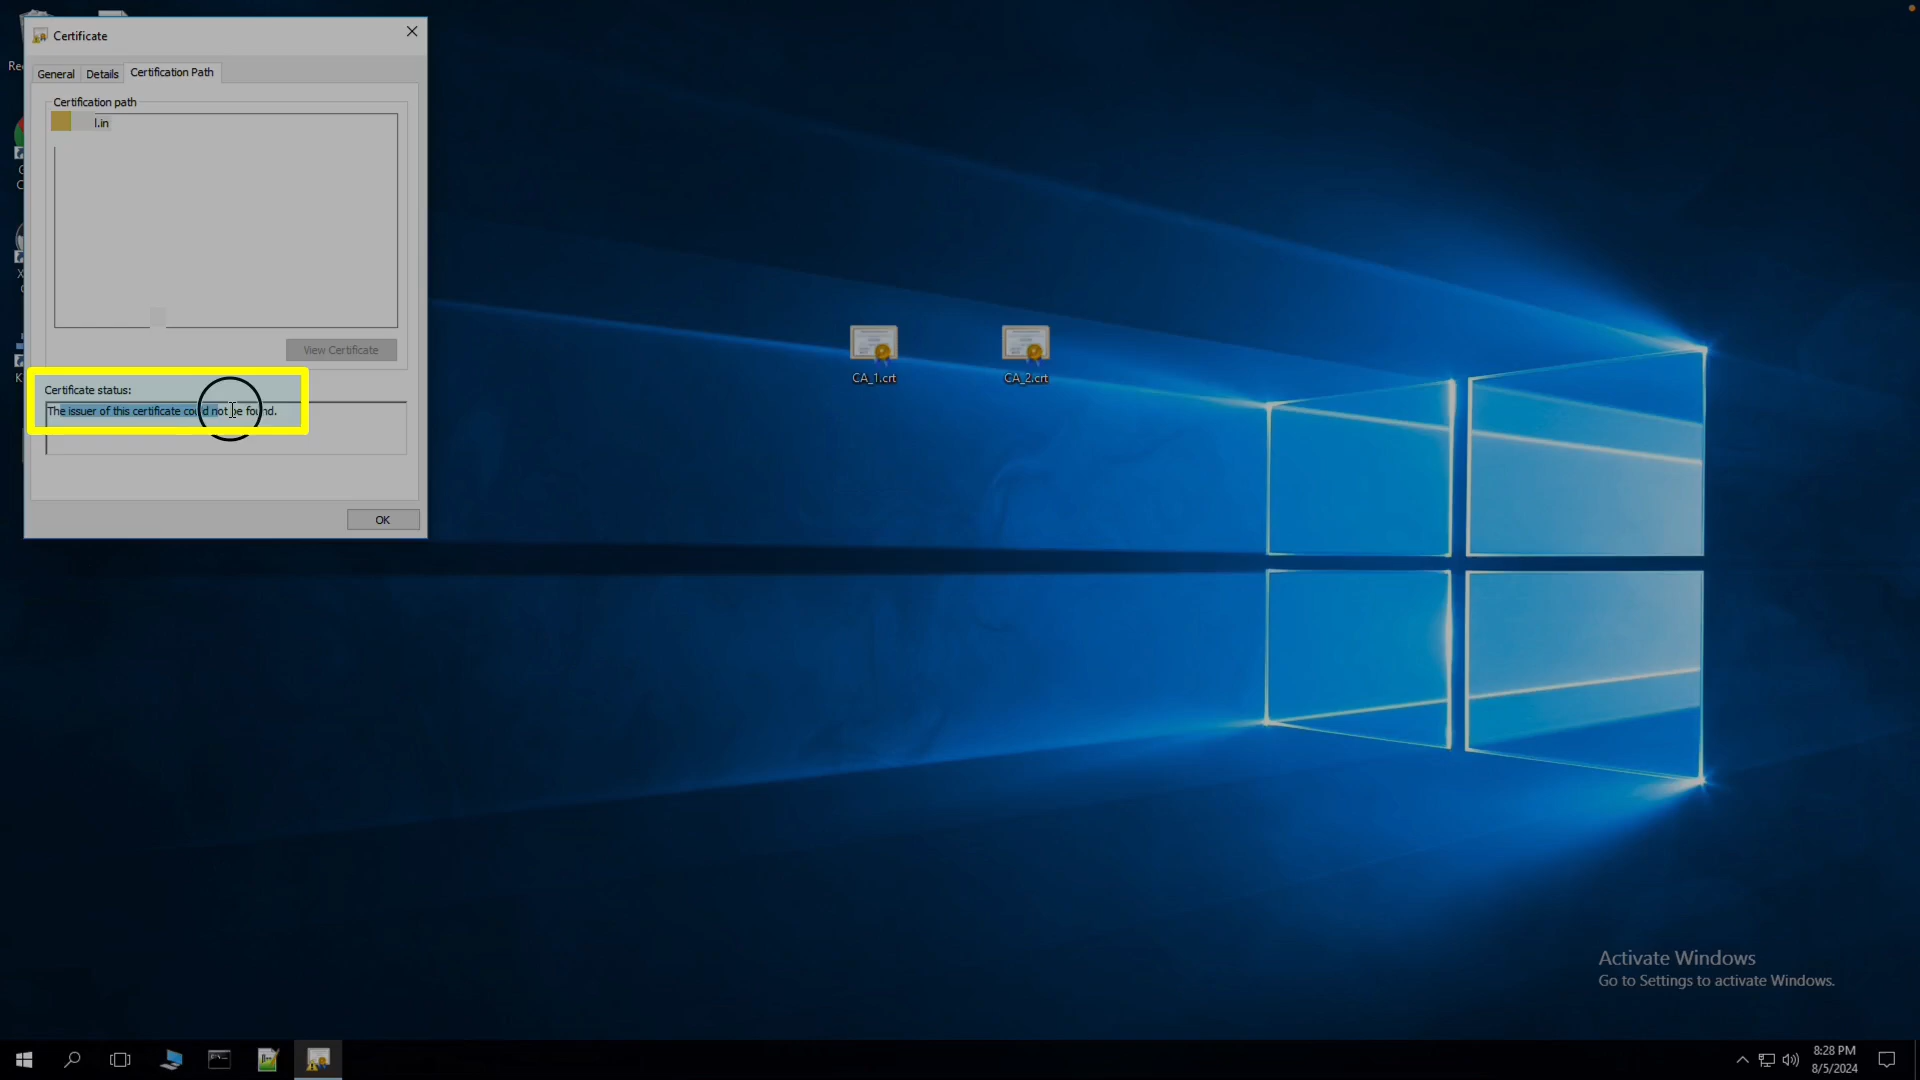 Certificate
General
Details
Certification Path
Certification path
l.in
View Certificate
Certificate status:
The issuer of this certificate could not be found.
OK
CA_1.crt
CA_2.crt
Activate Windows
Go to Settings to activate Windows.
8:28 PM
8/5/2024